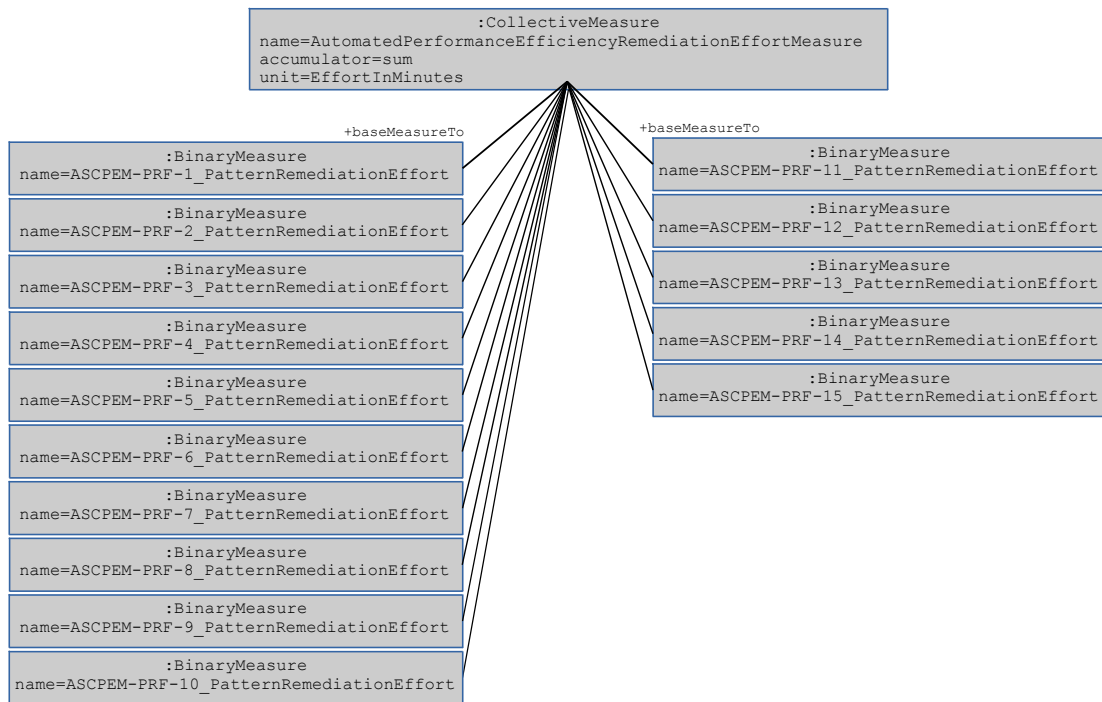 :CollectiveMeasure
name=AutomatedPerformanceEfficiencyRemediationEffortMeasure
accumulator=sum
unit=EffortInMinutes
+baseMeasureTo
:BinaryMeasure
name=ASCPEM-PRF-1_PatternRemediationEffort
:BinaryMeasure
name=ASCPEM-PRF-2_PatternRemediationEffort
:BinaryMeasure
name=ASCPEM-PRF-3_PatternRemediationEffort
:BinaryMeasure
name=ASCPEM-PRF-4_PatternRemediationEffort
:BinaryMeasure
name=ASCPEM-PRF-5_PatternRemediationEffort
:BinaryMeasure
name=ASCPEM-PRF-6_PatternRemediationEffort
:BinaryMeasure
name=ASCPEM-PRF-7_PatternRemediationEffort
:BinaryMeasure
name=ASCPEM-PRF-8_PatternRemediationEffort
:BinaryMeasure
name=ASCPEM-PRF-9_PatternRemediationEffort
:BinaryMeasure
name=ASCPEM-PRF-10_PatternRemediationEffort
+baseMeasureTo
:BinaryMeasure
name=ASCPEM-PRF-11_PatternRemediationEffort
:BinaryMeasure
name=ASCPEM-PRF-12_PatternRemediationEffort
:BinaryMeasure
name=ASCPEM-PRF-13_PatternRemediationEffort
:BinaryMeasure
name=ASCPEM-PRF-14_PatternRemediationEffort
:BinaryMeasure
name=ASCPEM-PRF-15_PatternRemediationEffort